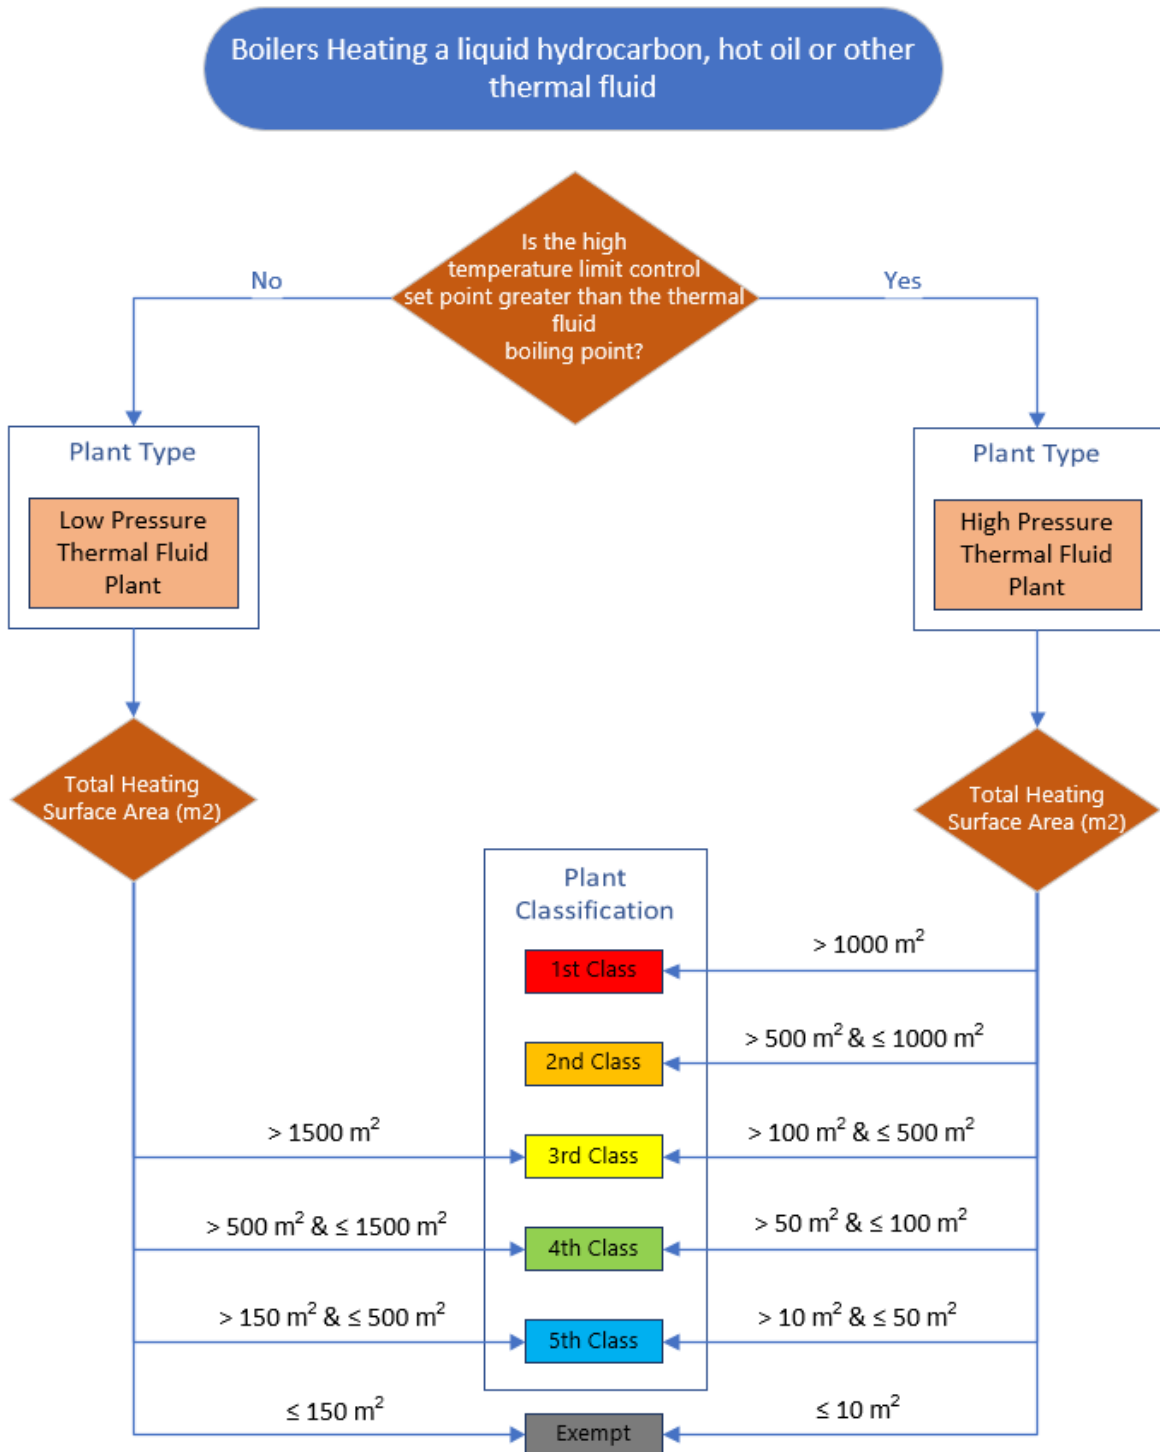 Boilers Heating a liquid hydrocarbon, hot oil or other
thermal fluid
Is the high
temperature limit control
set point greater than the thermal
fluid
boiling point?
No
Yes
Plant Type
Low Pressure
Thermal Fluid
Plant
Plant Type
High Pressure
Thermal Fluid
Plant
Total Heating
Surface Area (m2)
Total Heating
Surface Area (m2)
Plant
Classification
> 1000 m²
1st Class
> 500 m² & ≤ 1000 m²
2nd Class
> 1500 m²
3rd Class
> 100 m² & ≤ 500 m²
> 500 m² & ≤ 1500 m²
4th Class
> 50 m² & ≤ 100 m²
> 150 m² & ≤ 500 m²
5th Class
> 10 m² & ≤ 50 m²
≤ 150 m²
Exempt
≤ 10 m²